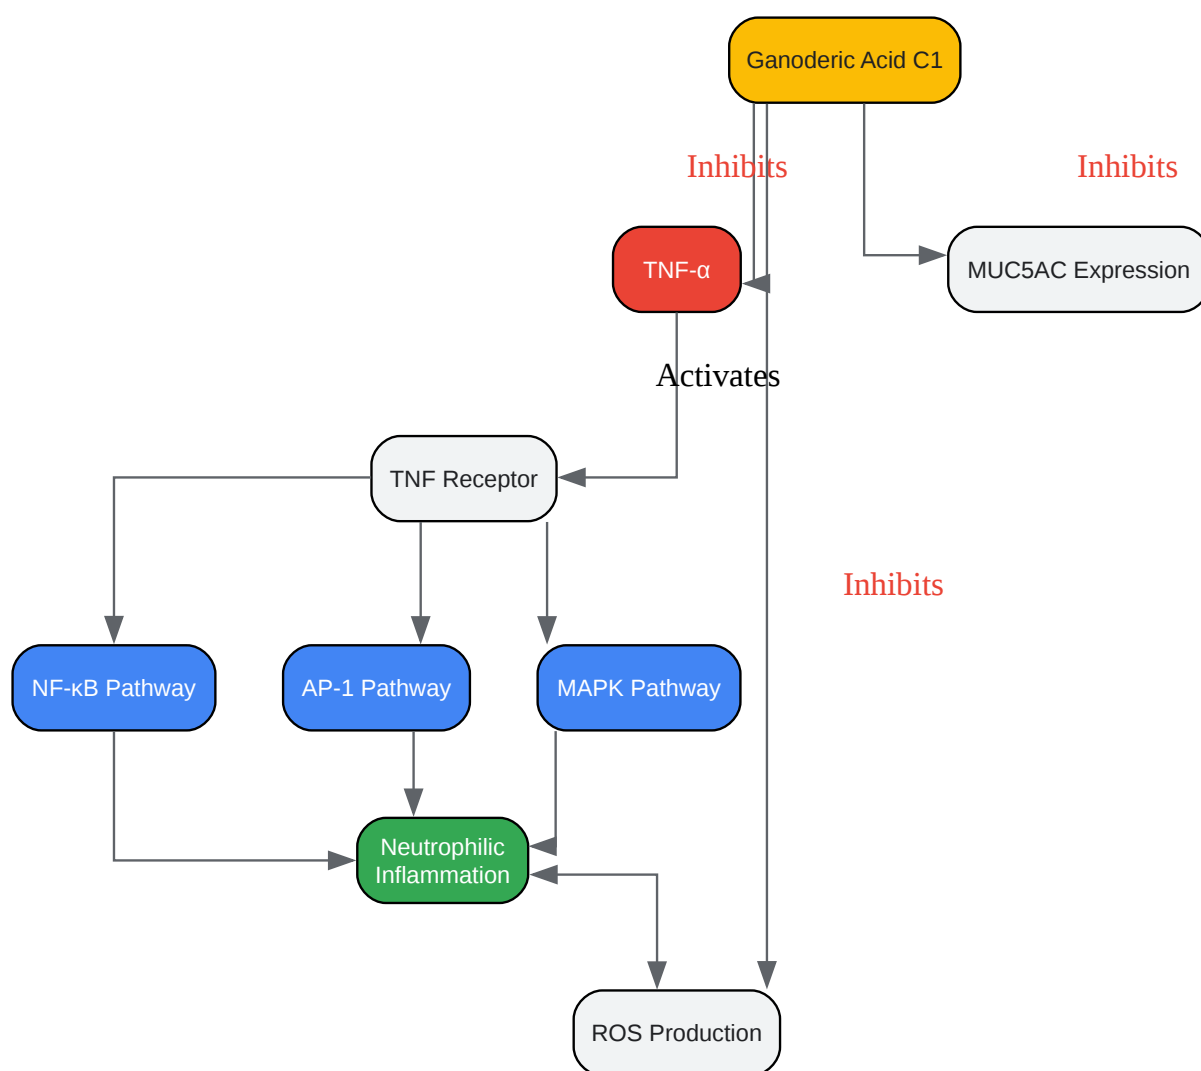 Ganoderic Acid C1
Inhibits
Inhibits
TNF-α
MUC5AC Expression
Activates
TNF Receptor
Inhibits
NF-κB Pathway
AP-1 Pathway
MAPK Pathway
Neutrophilic
Inflammation
ROS Production